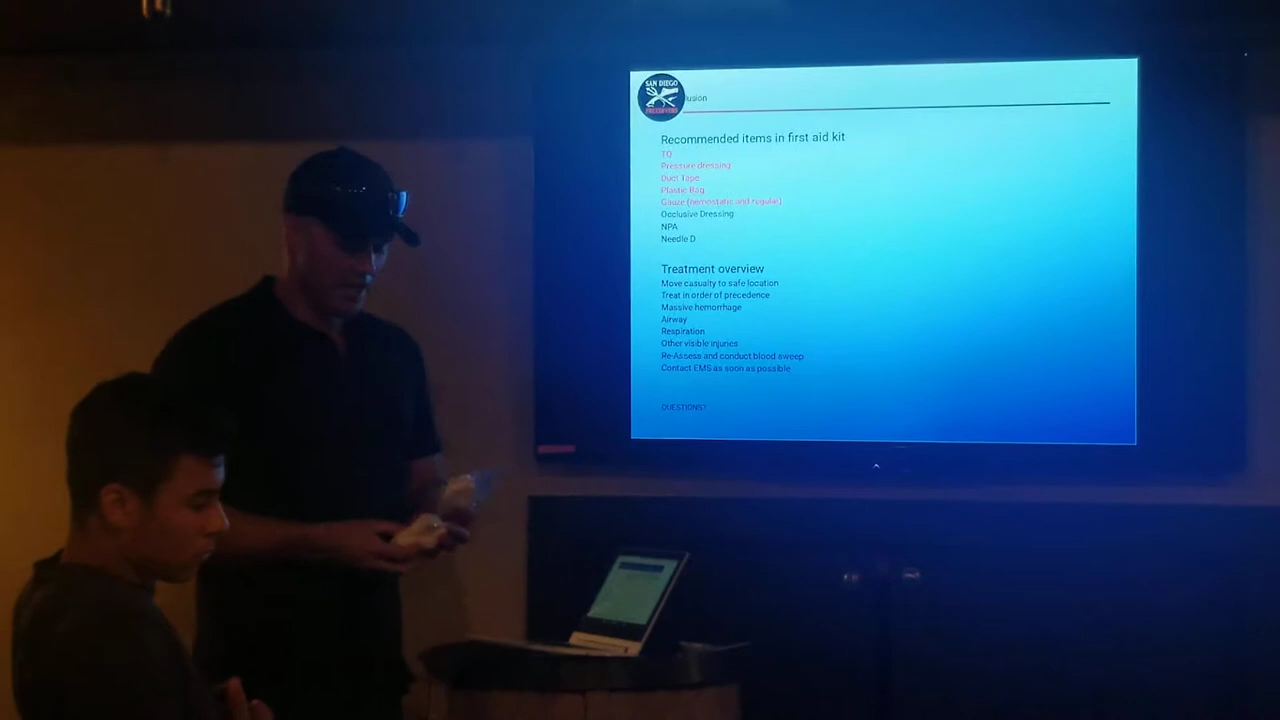 SAN DIEGO
FREEDIVERS
lusion
Recommended items in first aid kit
TQ
Pressure dressing
Duct Tape
Plastic Bag
Gauze (hemostatic and regular)
Occlusive Dressing
NPA
Needle D
Treatment overview
Move casualty to safe location
Treat in order of precedence
Massive hemorrhage
Airway
Respiration
Other visible injuries
Re-Assess and conduct blood sweep
Contact EMS as soon as possible
QUESTIONS?